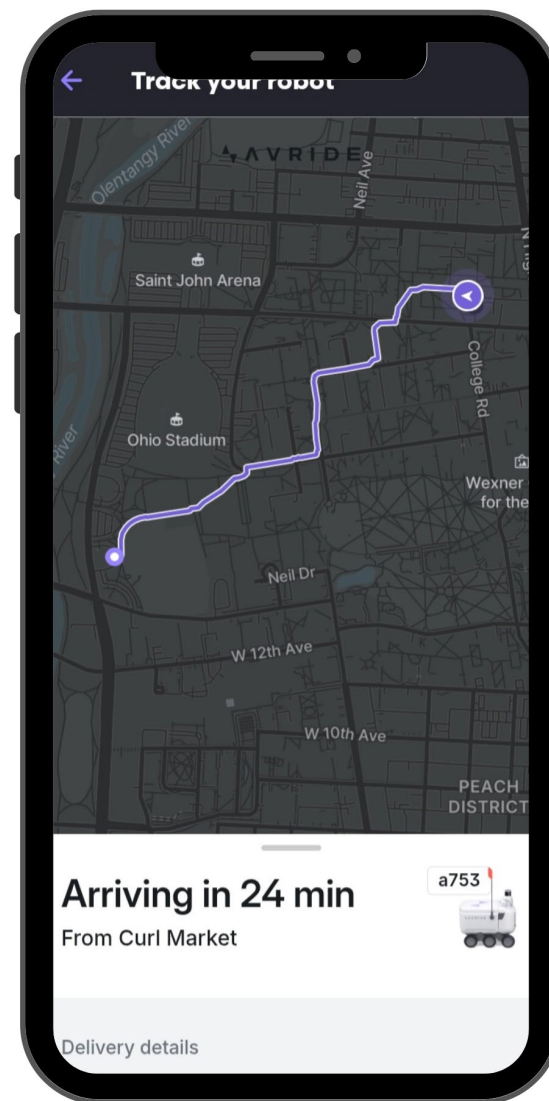 Track your robot
Olentangy River
AVRIDE
Neil Ave
Saint John Arena
College Rd
Ohio Stadium
River
Wexner
for the
Neil Dr
W 12th Ave
W 10th Ave
PEACH
DISTRICT
Arriving in 24 min
a753
From Curl Market
Delivery details